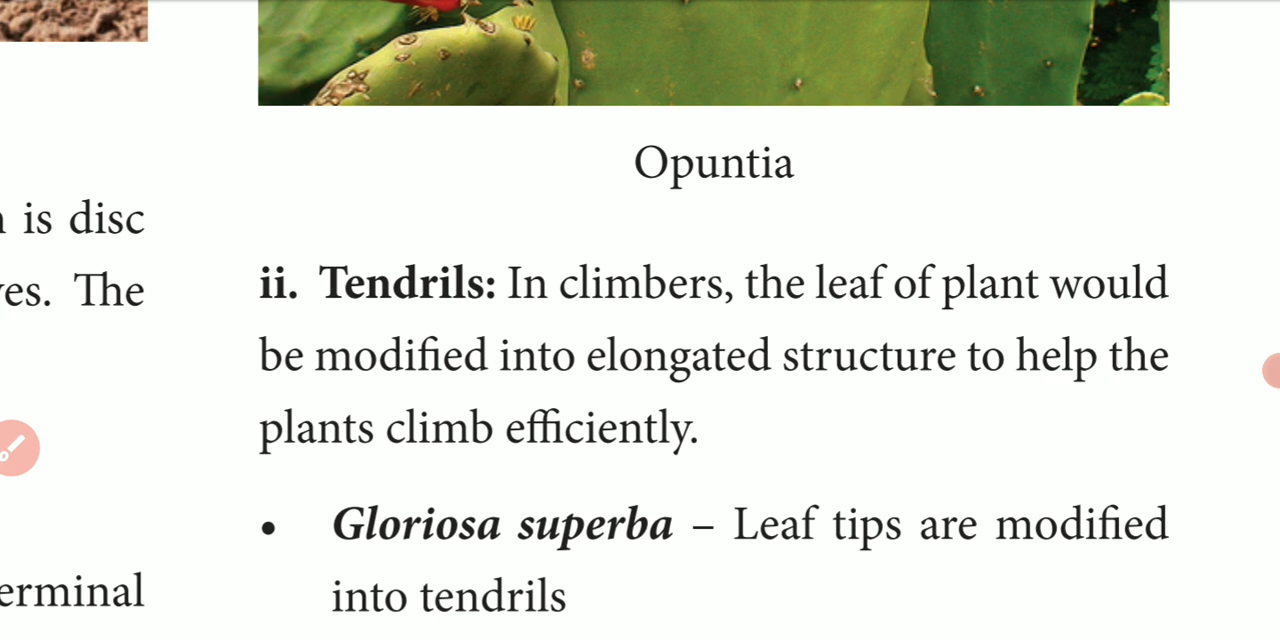 is disc
The
erminal
Opuntia
ii. Tendrils: In climbers, the leaf of plant would
be modified into elongated structure to help the
plants climb efficiently.
• Gloriosa superba – Leaf tips are modified
into tendrils